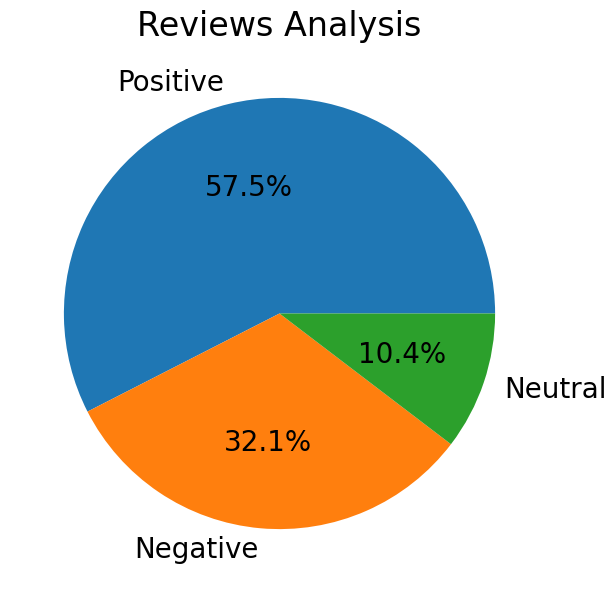 Reviews Analysis
Positive
57.5%
10.4%
Neutral
32.1%
Negative